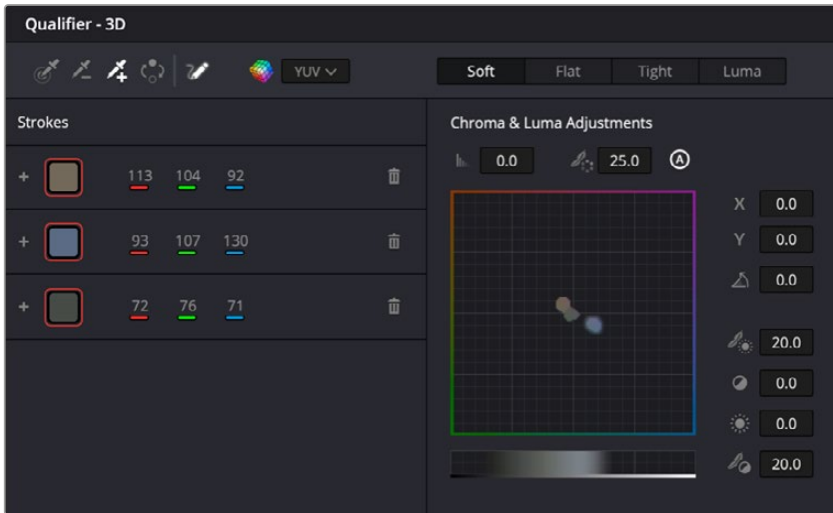 Qualifier - 3D
YUV
Soft Flat Tight Luma
Strokes
113 104 92
93 107 130
72 76 71
Chroma & Luma Adjustments
0.0 25.0 A
X 0.0
Y 0.0
0.0
20.0
0.0
0.0
20.0